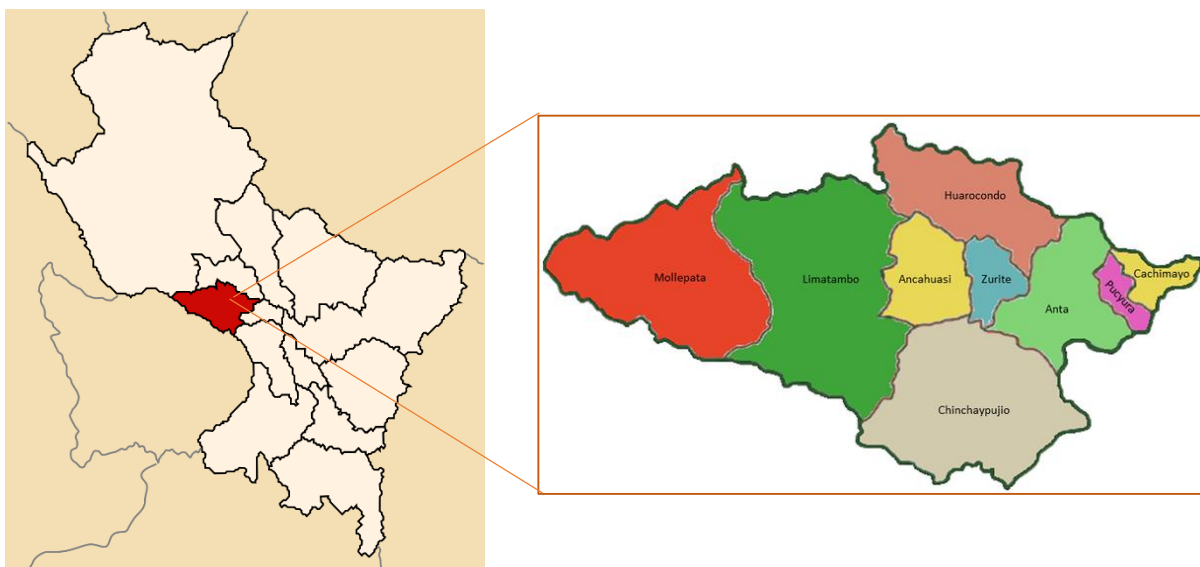 Huarocondo
Mollepata
Limatambo
Ancahuasi
Zurite
Anta
Pucyura
Cachimayo
Chinchaypujio